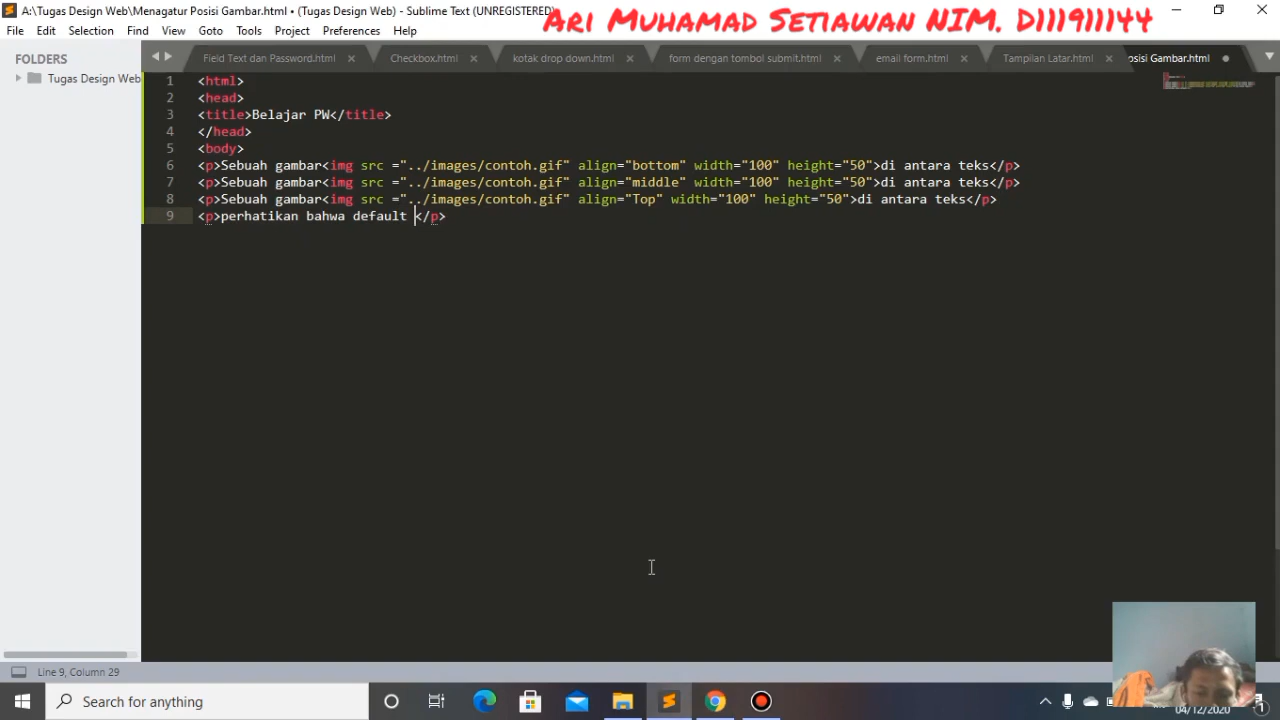 A:\Tugas Design Web\Menagatur Posisi Gambar.html • (Tugas Design Web) - Sublime Text (UNREGISTERED)
Ari Muhamad Setiawan NIM. D111911144
File Edit Selection Find View Goto Tools Project Preferences Help
FOLDERS
Tugas Design Web
Field Text dan Password.html
Checkbox.html
kotak drop down.html
form dengan tombol submit.html
email form.html
Tampilan Latar.html
osisi Gambar.html
1 <html>
2 <head>
3 <title>Belajar PW</title>
4 </head>
5 <body>
6 <p>Sebuah gambar<img src ="../images/contoh.gif" align="bottom" width="100" height="50">di antara teks</p>
7 <p>Sebuah gambar<img src ="../images/contoh.gif" align="middle" width="100" height="50">di antara teks</p>
8 <p>Sebuah gambar<img src ="../images/contoh.gif" align="Top" width="100" height="50">di antara teks</p>
9 <p>perhatikan bahwa default </p>
Line 9, Column 29
Search for anything
04/12/2020
1